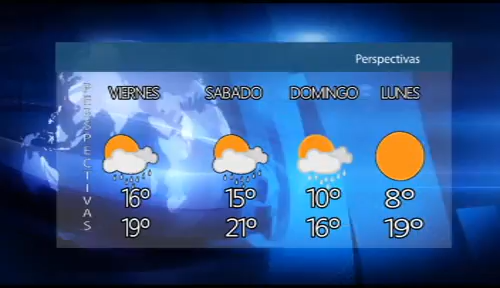 Perspectivas
VIERNES SABADO DOMINGO LUNES
PERSPECTIVAS
16º 15º 10º 8º
19º 21º 16º 19º